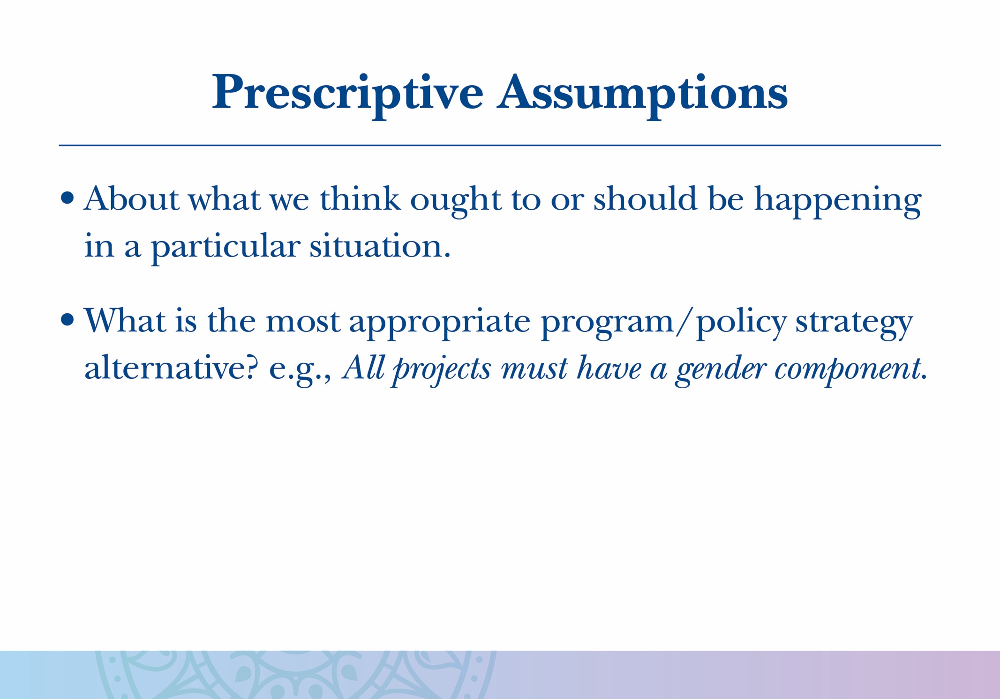 Prescriptive Assumptions
• About what we think ought to or should be happening
in a particular situation.
• What is the most appropriate program/policy strategy
alternative? e.g., All projects must have a gender component.